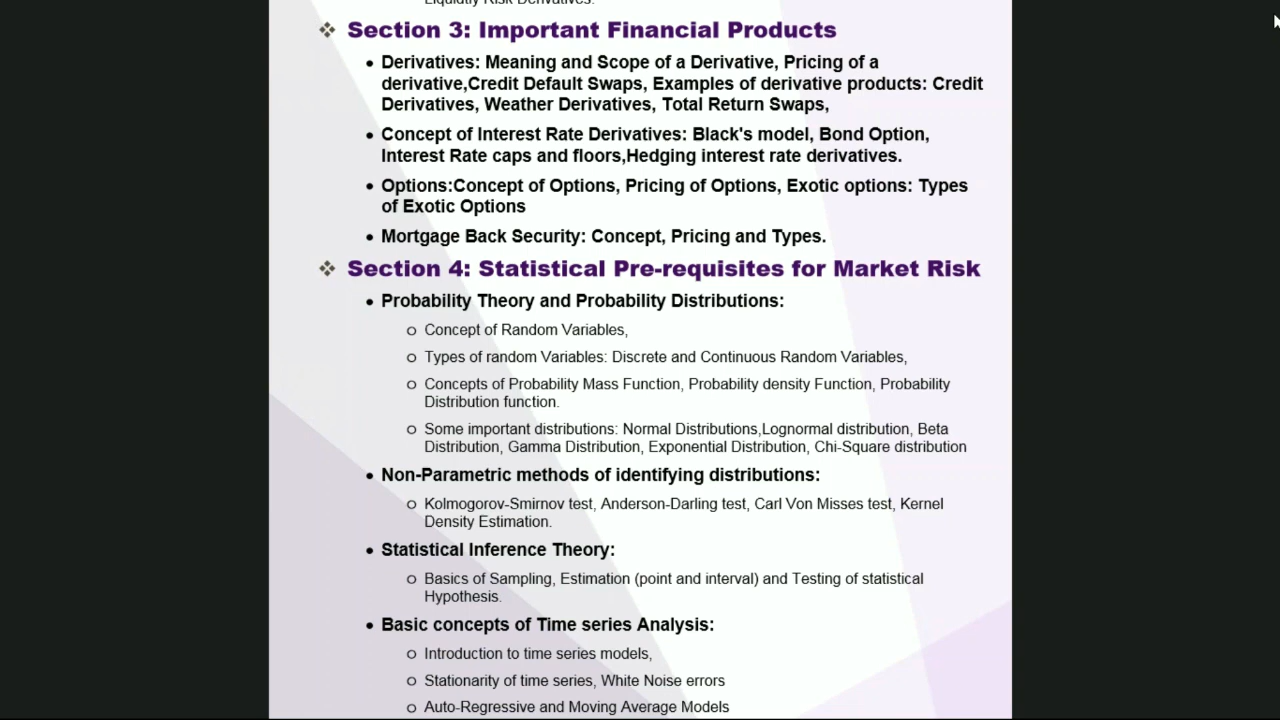 Liquidity Risk Derivatives.
❖ Section 3: Important Financial Products
• Derivatives: Meaning and Scope of a Derivative, Pricing of a
derivative,Credit Default Swaps, Examples of derivative products: Credit
Derivatives, Weather Derivatives, Total Return Swaps,
• Concept of Interest Rate Derivatives: Black's model, Bond Option,
Interest Rate caps and floors,Hedging interest rate derivatives.
• Options:Concept of Options, Pricing of Options, Exotic options: Types
of Exotic Options
• Mortgage Back Security: Concept, Pricing and Types.
❖ Section 4: Statistical Pre-requisites for Market Risk
• Probability Theory and Probability Distributions:
o Concept of Random Variables,
o Types of random Variables: Discrete and Continuous Random Variables,
o Concepts of Probability Mass Function, Probability density Function, Probability
Distribution function.
o Some important distributions: Normal Distributions,Lognormal distribution, Beta
Distribution, Gamma Distribution, Exponential Distribution, Chi-Square distribution
• Non-Parametric methods of identifying distributions:
o Kolmogorov-Smirnov test, Anderson-Darling test, Carl Von Misses test, Kernel
Density Estimation.
• Statistical Inference Theory:
o Basics of Sampling, Estimation (point and interval) and Testing of statistical
Hypothesis.
• Basic concepts of Time series Analysis:
o Introduction to time series models,
o Stationarity of time series, White Noise errors
o Auto-Regressive and Moving Average Models